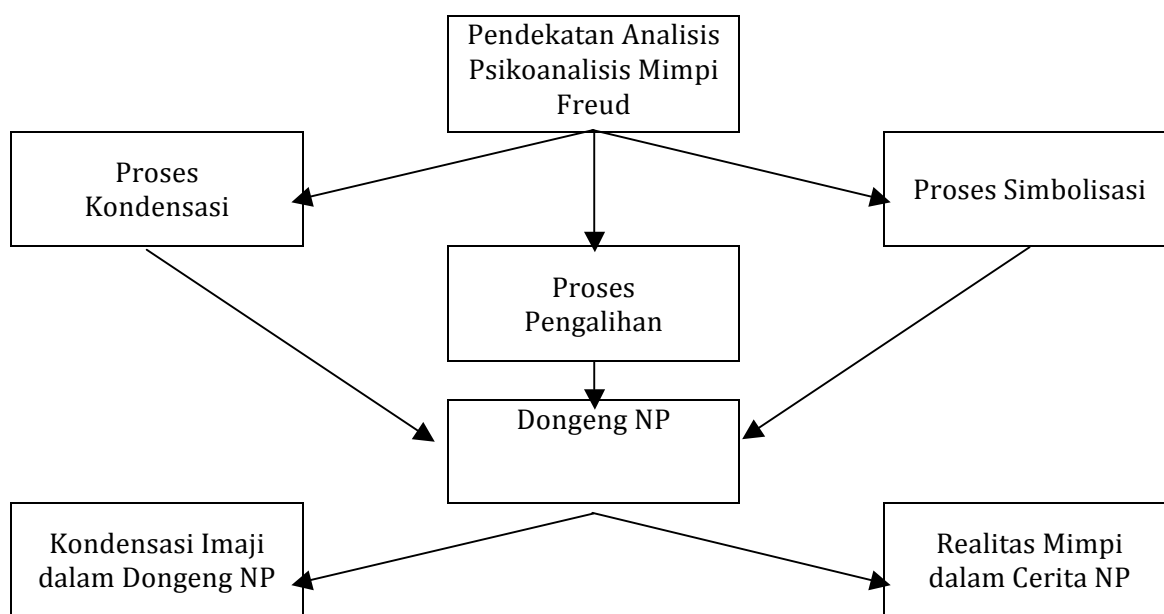 Pendekatan Analisis
Psikoanalisis Mimpi
Freud
Proses
Kondensasi
Proses Simbolisasi
Proses
Pengalihan
Dongeng NP
Kondensasi Imaji
dalam Dongeng NP
Realitas Mimpi
dalam Cerita NP